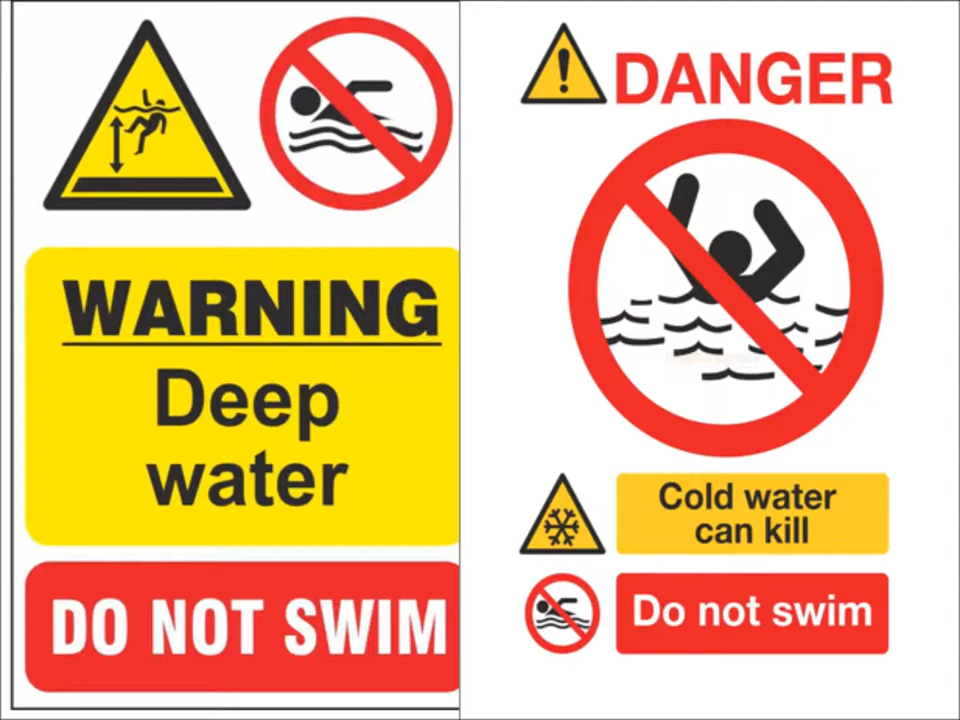 WARNING
Deep
water
DO NOT SWIM
DANGER
Cold water
can kill
Do not swim